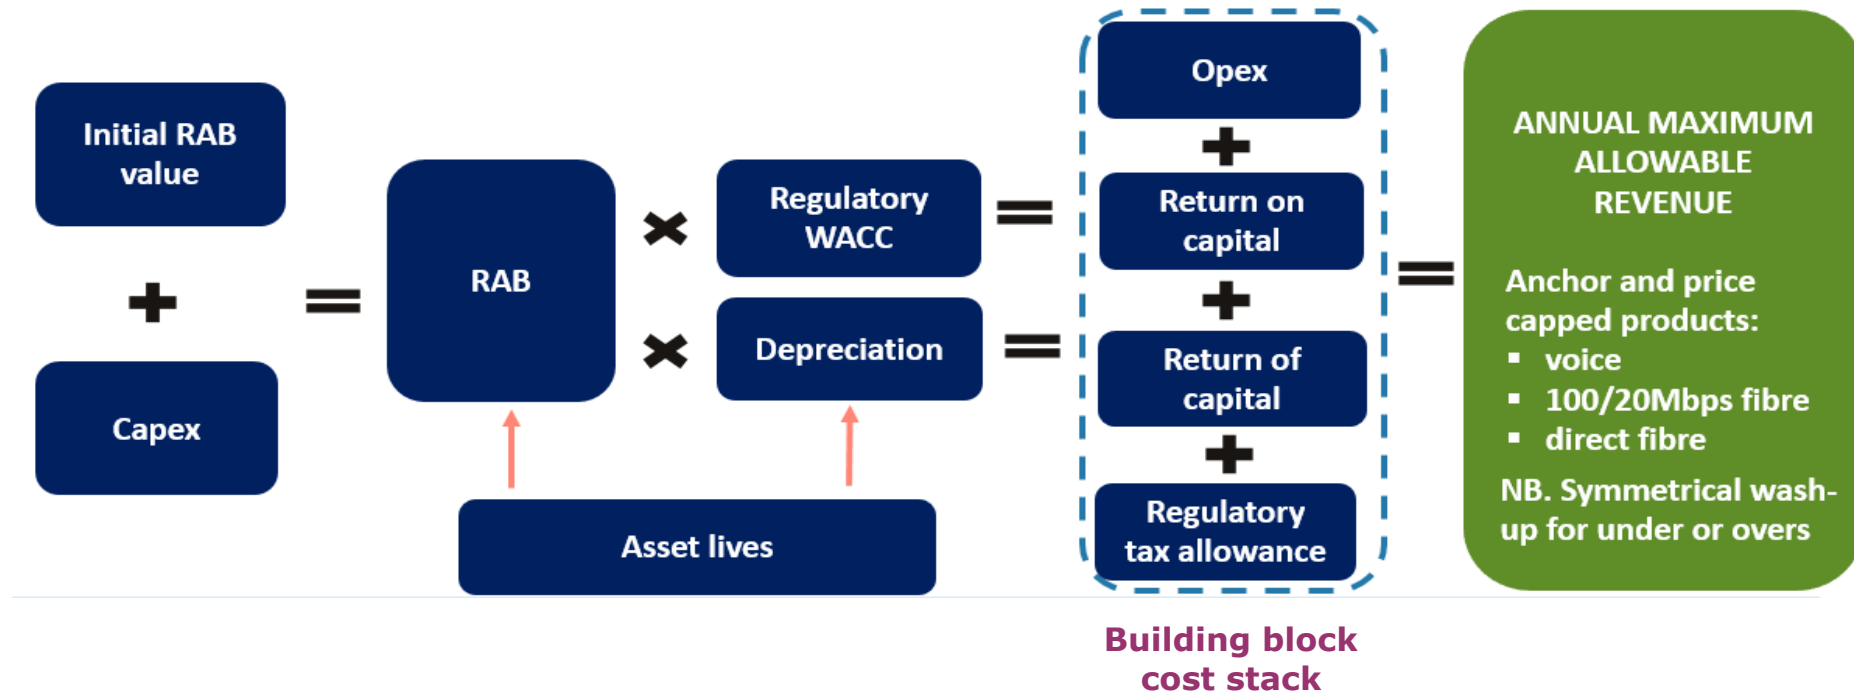 Initial RAB
value
+
Capex
=
RAB
×
Regulatory
WACC
=
×
Depreciation
=
Asset lives
Opex
+
Return on
capital
+
Return of
capital
+
Regulatory
tax allowance
Building block
cost stack
=
ANNUAL MAXIMUM
ALLOWABLE
REVENUE
Anchor and price
capped products:
▪ voice
▪ 100/20Mbps fibre
▪ direct fibre
NB. Symmetrical wash-
up for under or overs